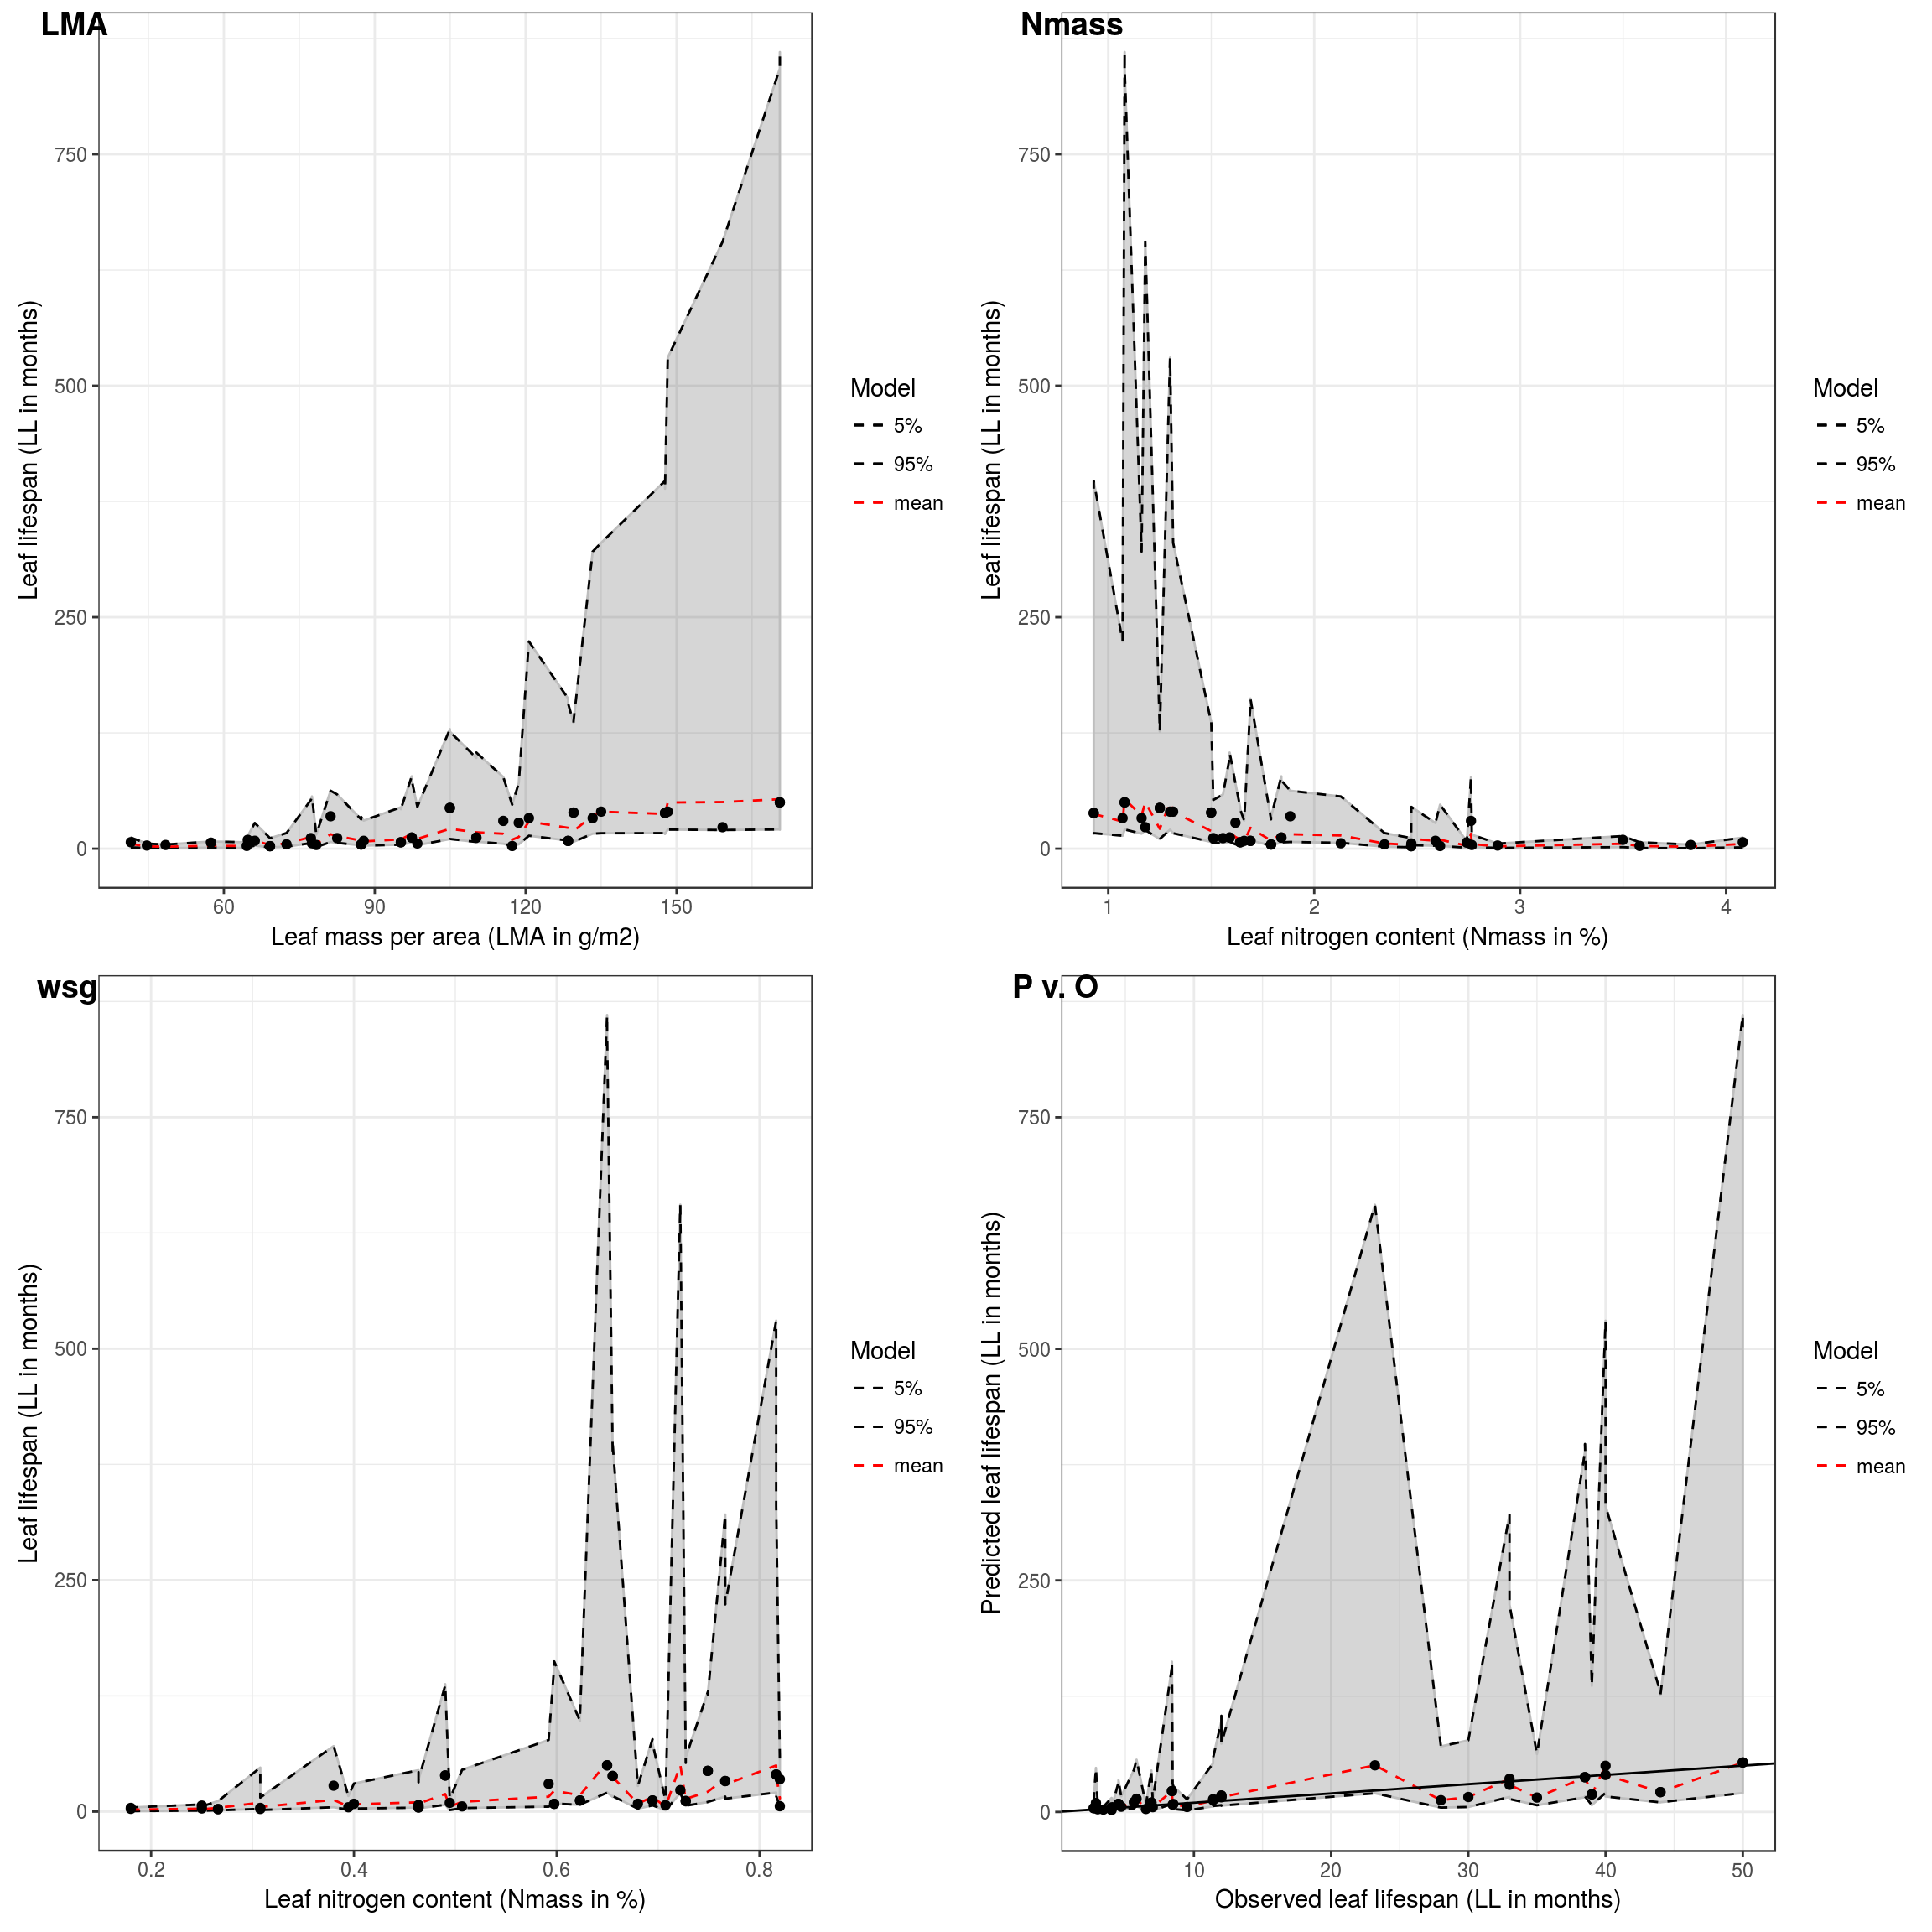 LMA
Leaf lifespan (LL in months)
750
500
250
0
60 90 120 150
Leaf mass per area (LMA in g/m2)
Model
5%
95%
mean
Nmass
Leaf lifespan (LL in months)
750
500
250
0
1 2 3 4
Leaf nitrogen content (Nmass in %)
Model
5%
95%
mean
wsg
Leaf lifespan (LL in months)
750
500
250
0
0.2 0.4 0.6 0.8
Leaf nitrogen content (Nmass in %)
Model
5%
95%
mean
P v. O
Predicted leaf lifespan (LL in months)
750
500
250
0
10 20 30 40 50
Observed leaf lifespan (LL in months)
Model
5%
95%
mean